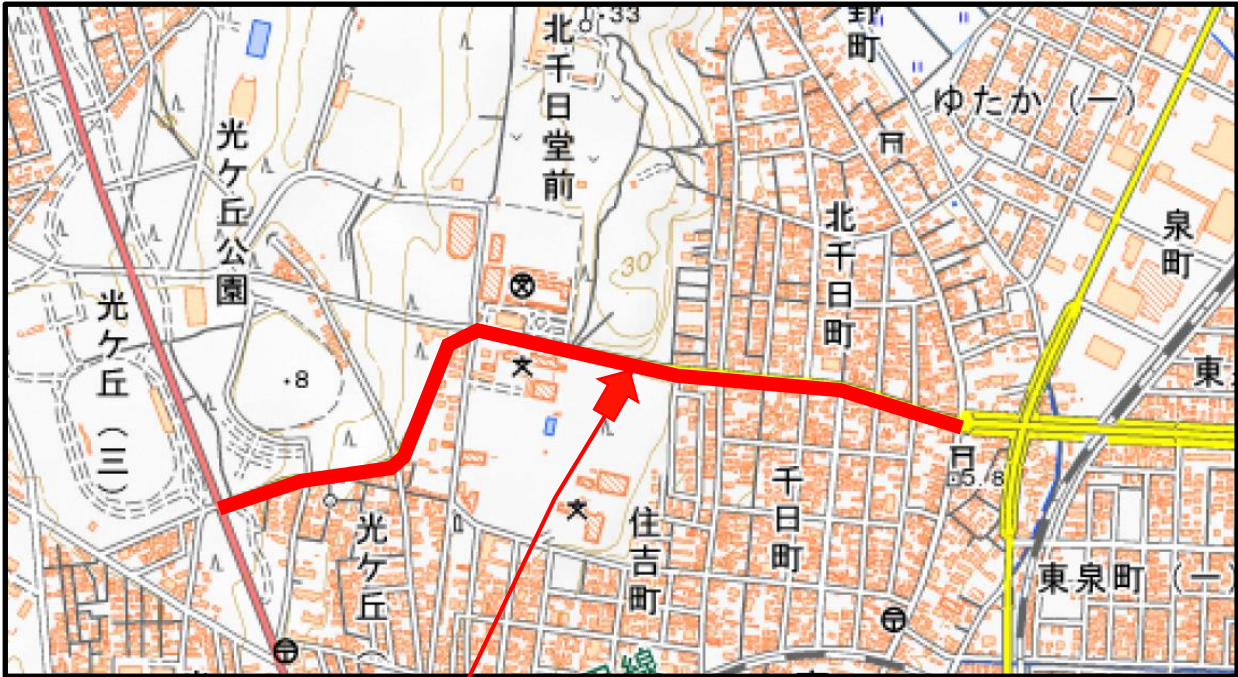 北千日堂前
.33
野町
ゆたか (一)
光ケ丘公園
北千日町
泉町
30
光ケ丘 (三)
・8
東
5.8
千日町
住吉町
光ケ丘
東泉町 (一)